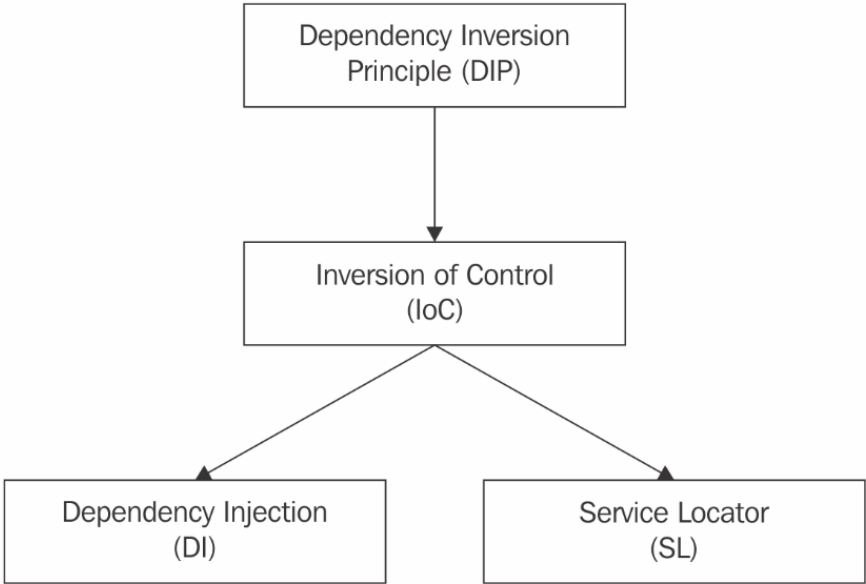 Dependency Inversion
Principle (DIP)
Inversion of Control
(IoC)
Dependency Injection
(DI)
Service Locator
(SL)